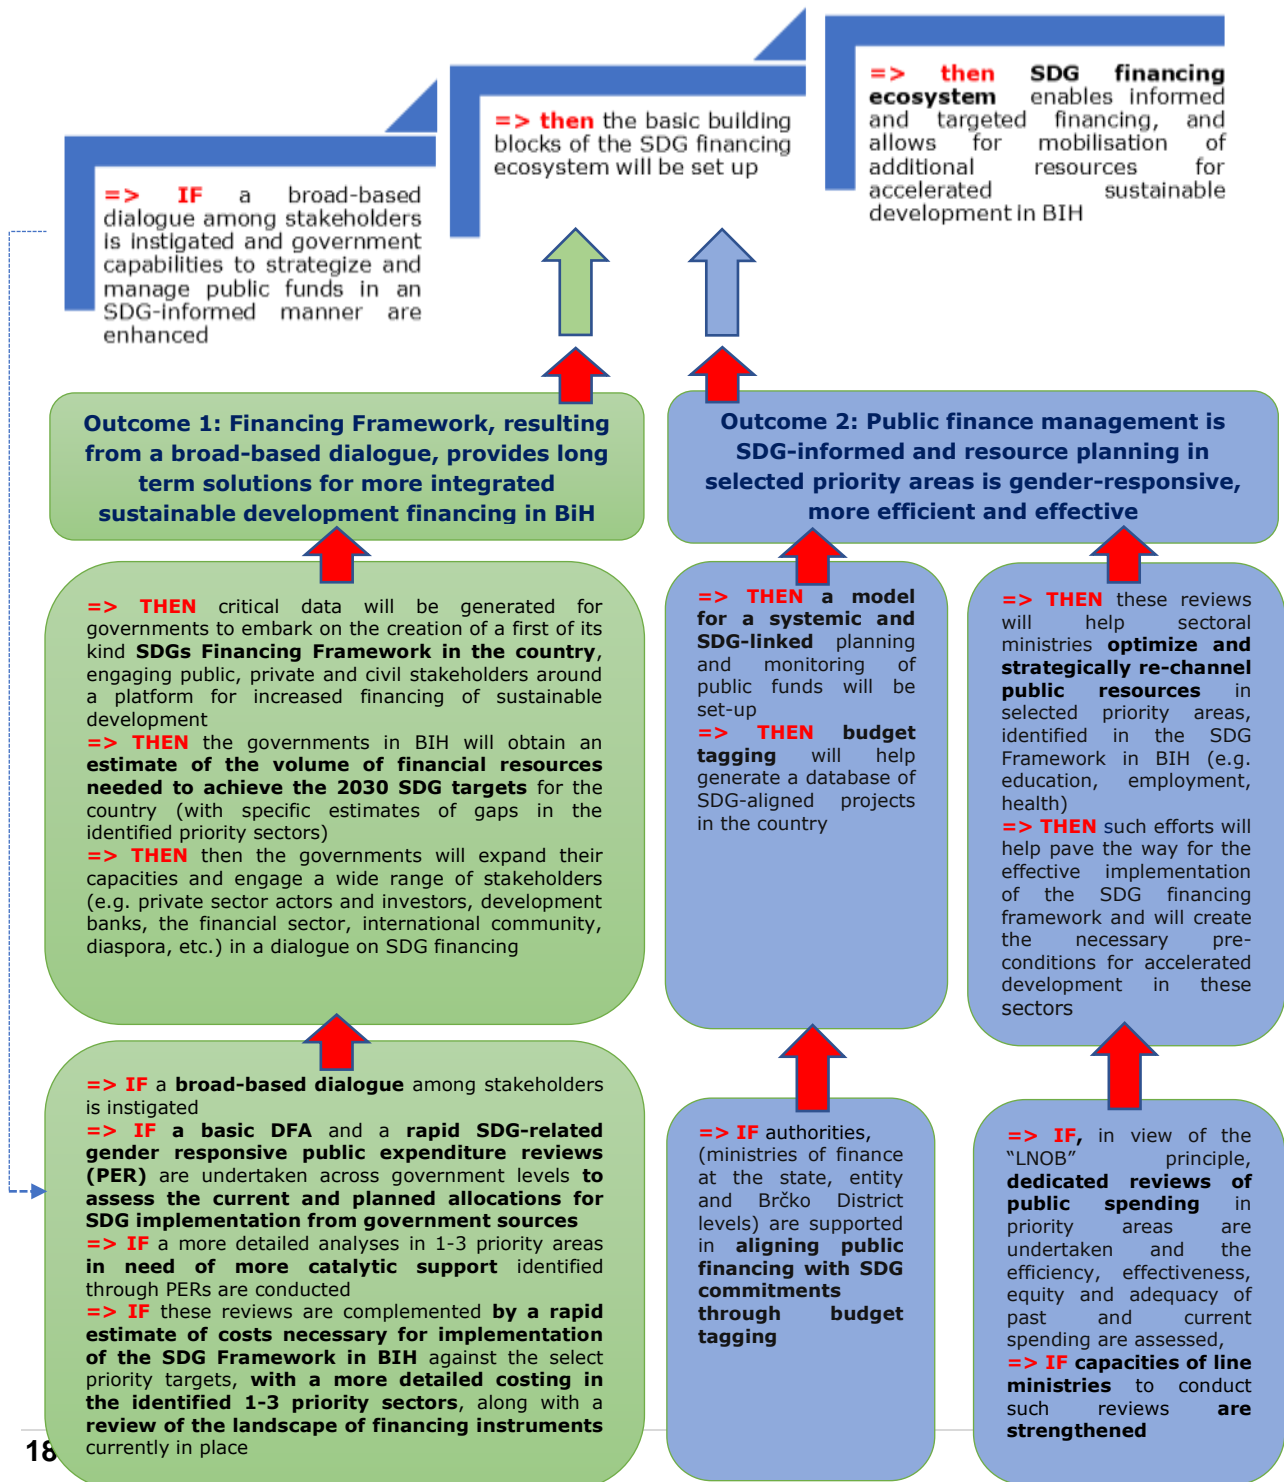 => IF a broad-based
dialogue among stakeholders
is instigated and government
capabilities to strategize and
manage public funds in an
SDG-informed manner are
enhanced
=> then the basic building
blocks of the SDG financing
ecosystem will be set up
=> then SDG financing
ecosystem enables informed
and targeted financing, and
allows for mobilisation of
additional resources for
accelerated sustainable
development in BIH
Outcome 1: Financing Framework, resulting
from a broad-based dialogue, provides long
term solutions for more integrated
sustainable development financing in BiH
Outcome 2: Public finance management is
SDG-informed and resource planning in
selected priority areas is gender-responsive,
more efficient and effective
=> THEN critical data will be generated for
governments to embark on the creation of a first of its
kind SDGs Financing Framework in the country,
engaging public, private and civil stakeholders around
a platform for increased financing of sustainable
development
=> THEN the governments in BIH will obtain an
estimate of the volume of financial resources
needed to achieve the 2030 SDG targets for the
country (with specific estimates of gaps in the
identified priority sectors)
=> THEN then the governments will expand their
capacities and engage a wide range of stakeholders
(e.g. private sector actors and investors, development
banks, the financial sector, international community,
diaspora, etc.) in a dialogue on SDG financing
=> THEN a model
for a systemic and
SDG-linked planning
and monitoring of
public funds will be
set-up
=> THEN budget
tagging will help
generate a database of
SDG-aligned projects
in the country
=> THEN these reviews
will help sectoral
ministries optimize and
strategically re-channel
public resources in
selected priority areas,
identified in the SDG
Framework in BIH (e.g.
education, employment,
health)
=> THEN such efforts will
help pave the way for the
effective implementation
of the SDG financing
framework and will create
the necessary pre-
conditions for accelerated
development in these
sectors
=> IF a broad-based dialogue among stakeholders
is instigated
=> IF a basic DFA and a rapid SDG-related
gender responsive public expenditure reviews
(PER) are undertaken across government levels to
assess the current and planned allocations for
SDG implementation from government sources
=> IF a more detailed analyses in 1-3 priority areas
in need of more catalytic support identified
through PERs are conducted
=> IF these reviews are complemented by a rapid
estimate of costs necessary for implementation
of the SDG Framework in BIH against the select
priority targets, with a more detailed costing in
the identified 1-3 priority sectors, along with a
review of the landscape of financing instruments
currently in place
=> IF authorities,
(ministries of finance
at the state, entity
and Brčko District
levels) are supported
in aligning public
financing with SDG
commitments
through budget
tagging
=> IF, in view of the
“LNOB” principle,
dedicated reviews of
public spending in
priority areas are
undertaken and the
efficiency, effectiveness,
equity and adequacy of
past and current
spending are assessed,
=> IF capacities of line
ministries to conduct
such reviews are
strengthened
18